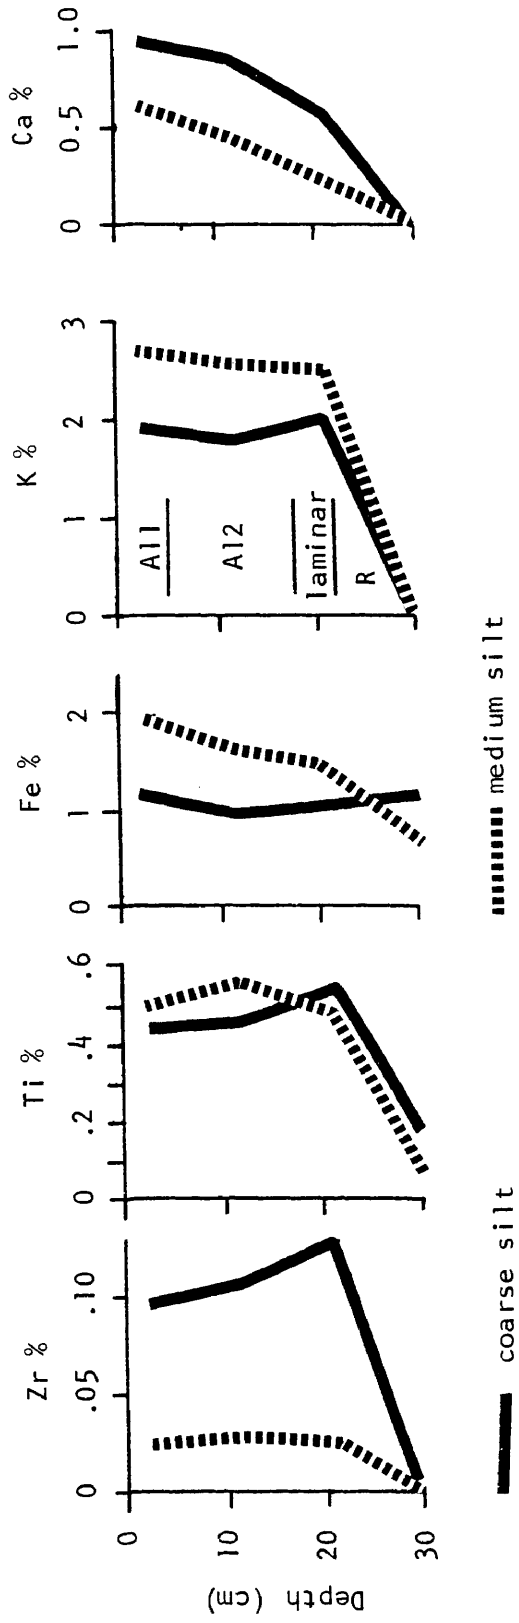 Zr %
Ti %
Fe %
K %
Ca %
0 .05 .10
0 .2 .4 .6
0 1 2
0 1 2 3
0 0.5 1.0
Depth (cm)
0
10
20
30
A11
A12
laminar
R
coarse silt
medium silt